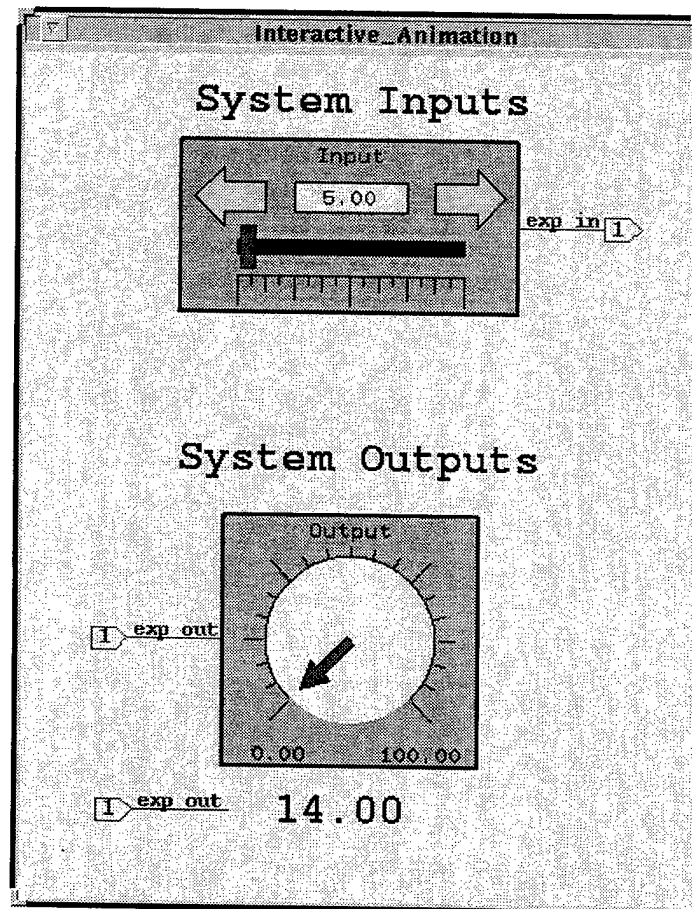 Interactive_Animation
System Inputs
Input
5.00
exp in 1
System Outputs
Output
1 exp out
0.00 100.00
1 exp out 14.00